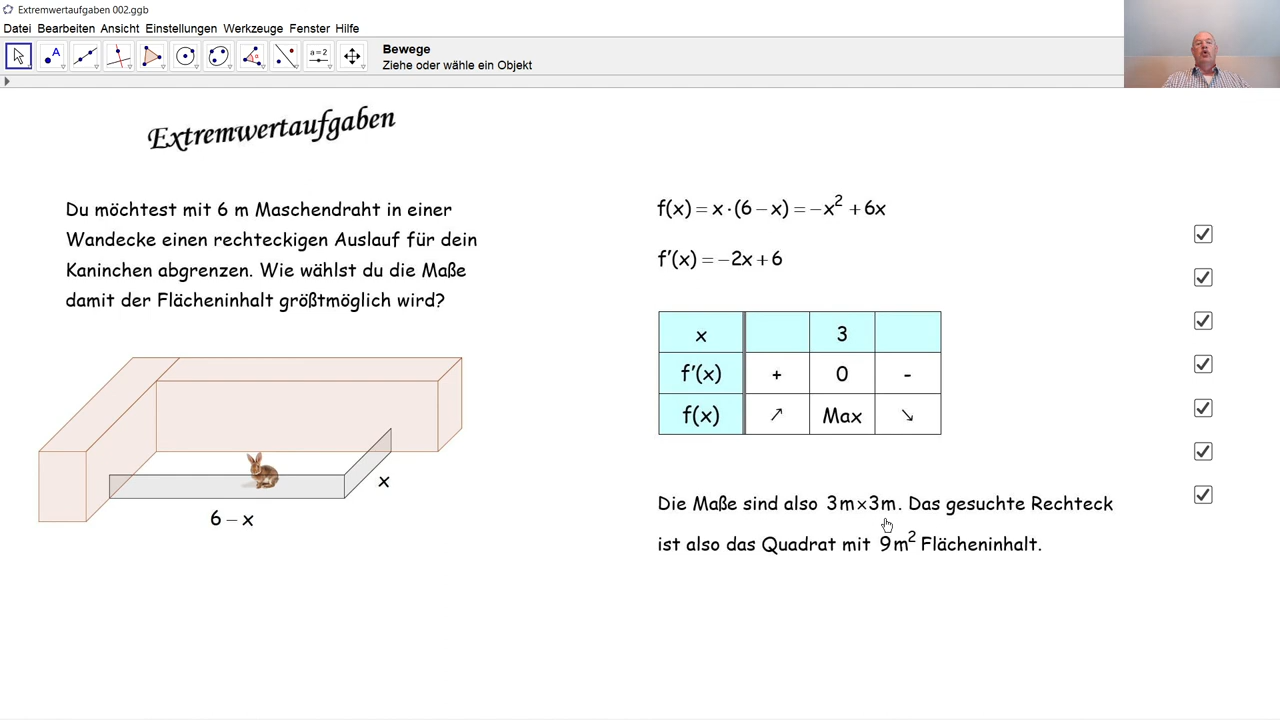 Extremwertaufgaben 002.ggb
Datei Bearbeiten Ansicht Einstellungen Werkzeuge Fenster Hilfe
A
a=2
Bewege
Ziehe oder wähle ein Objekt
Extremwertaufgaben
Du möchtest mit 6 m Maschendraht in einer
Wandecke einen rechteckigen Auslauf für dein
Kaninchen abgrenzen. Wie wählst du die Maße
damit der Flächeninhalt größtmöglich wird?
x
6 – x
f(x) = x · (6 – x) = –x² + 6x
f'(x) = –2x + 6
x 3
f'(x) + 0 -
f(x) ↗ Max ↘
Die Maße sind also 3m×3m. Das gesuchte Rechteck
ist also das Quadrat mit 9m² Flächeninhalt.